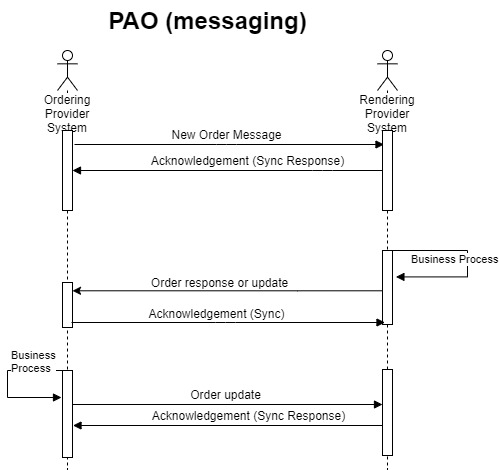 PAO (messaging)
Ordering
Provider
System
Rendering
Provider
System
New Order Message
Acknowledgement (Sync Response)
Business Process
Order response or update
Acknowledgement (Sync)
Business
Process
Order update
Acknowledgement (Sync Response)